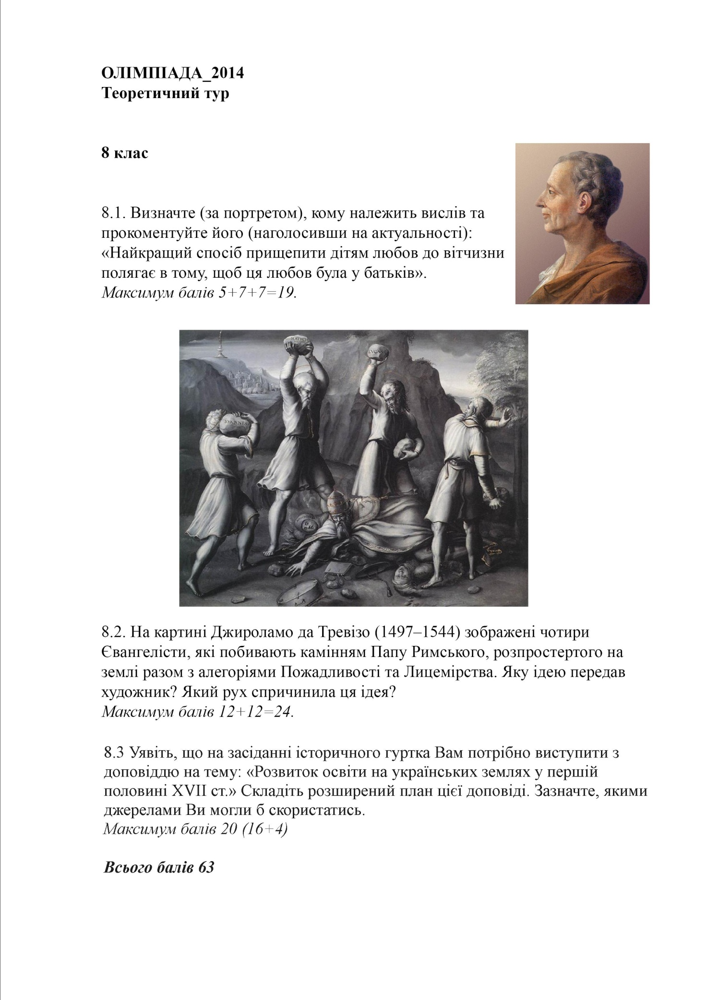 ОЛІМПІАДА_2014
Теоретичний тур
8 клас
8.1. Визначте (за портретом), кому належить вислів та
прокоментуйте його (наголосивши на актуальності):
«Найкращий спосіб прищепити дітям любов до вітчизни
полягає в тому, щоб ця любов була у батьків».
Максимум балів 5+7+7=19.
MATHEVS
LVCAS
IOANNES
8.2. На картині Джироламо да Тревізо (1497–1544) зображені чотири
Євангелісти, які побивають камінням Папу Римського, розпростертого на
землі разом з алегоріями Пожадливості та Лицемірства. Яку ідею передав
художник? Який рух спричинила ця ідея?
Максимум балів 12+12=24.
8.3 Уявіть, що на засіданні історичного гуртка Вам потрібно виступити з
доповіддю на тему: «Розвиток освіти на українських землях у першій
половині XVII ст.» Складіть розширений план цієї доповіді. Зазначте, якими
джерелами Ви могли б скористатись.
Максимум балів 20 (16+4)
Всього балів 63